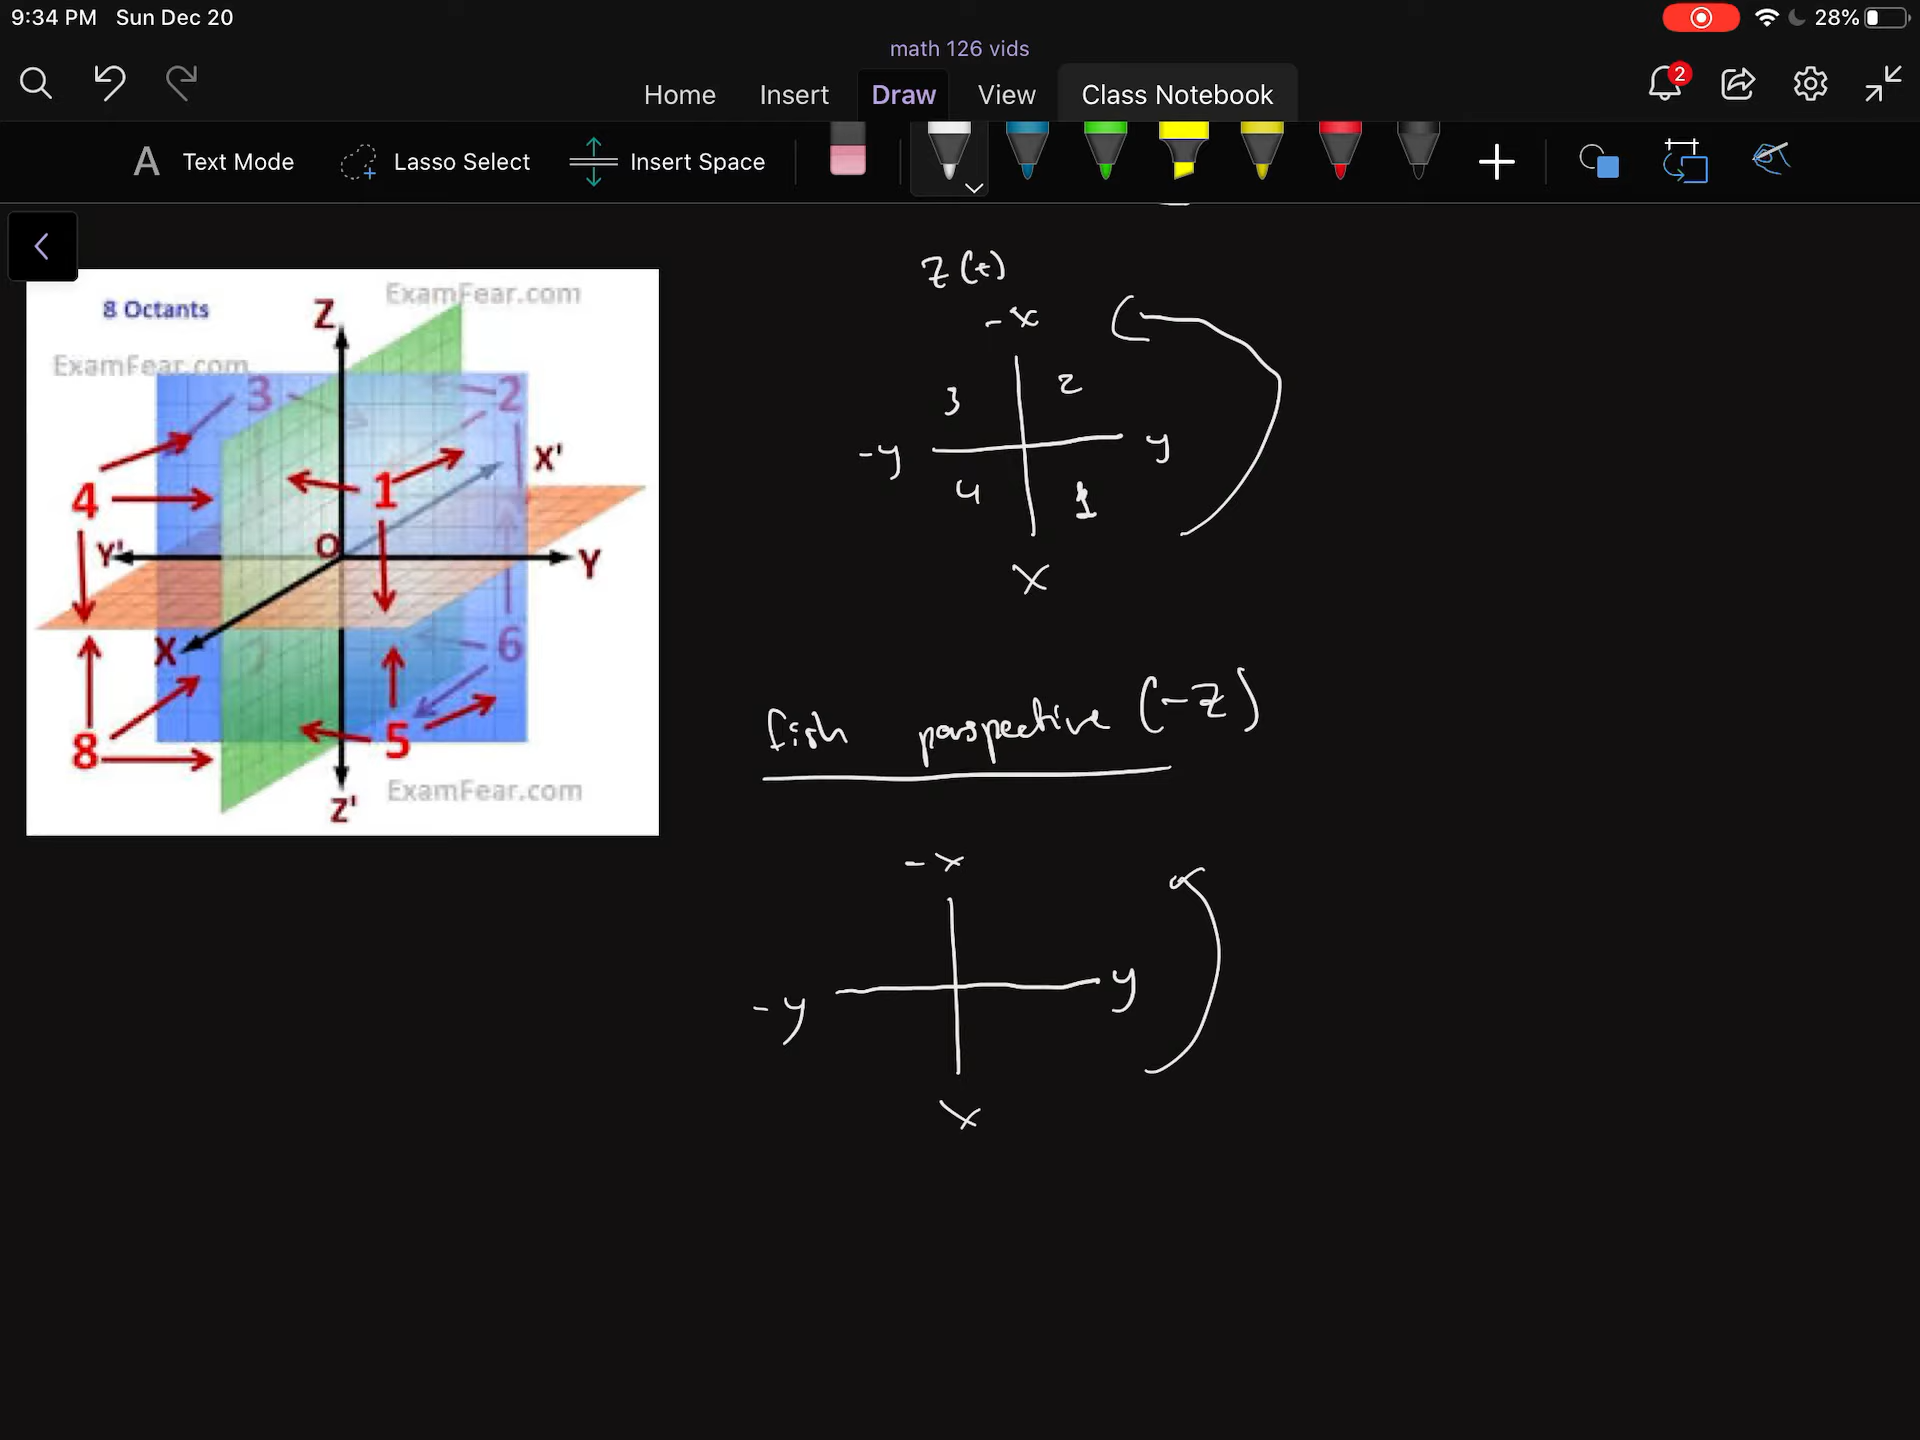 9:34 PM Sun Dec 20
28%
math 126 vids
2
Home Insert Draw View Class Notebook
A Text Mode Lasso Select Insert Space
8 Octants
ExamFear.com
ExamFear.com
Z
3
2
X'
4
1
Y'
O
Y
X
6
8
5
Z'
ExamFear.com
Z (+)
-x
3 2
-y y
4 1
x
fish perspective (-z)
-x
-y y
x